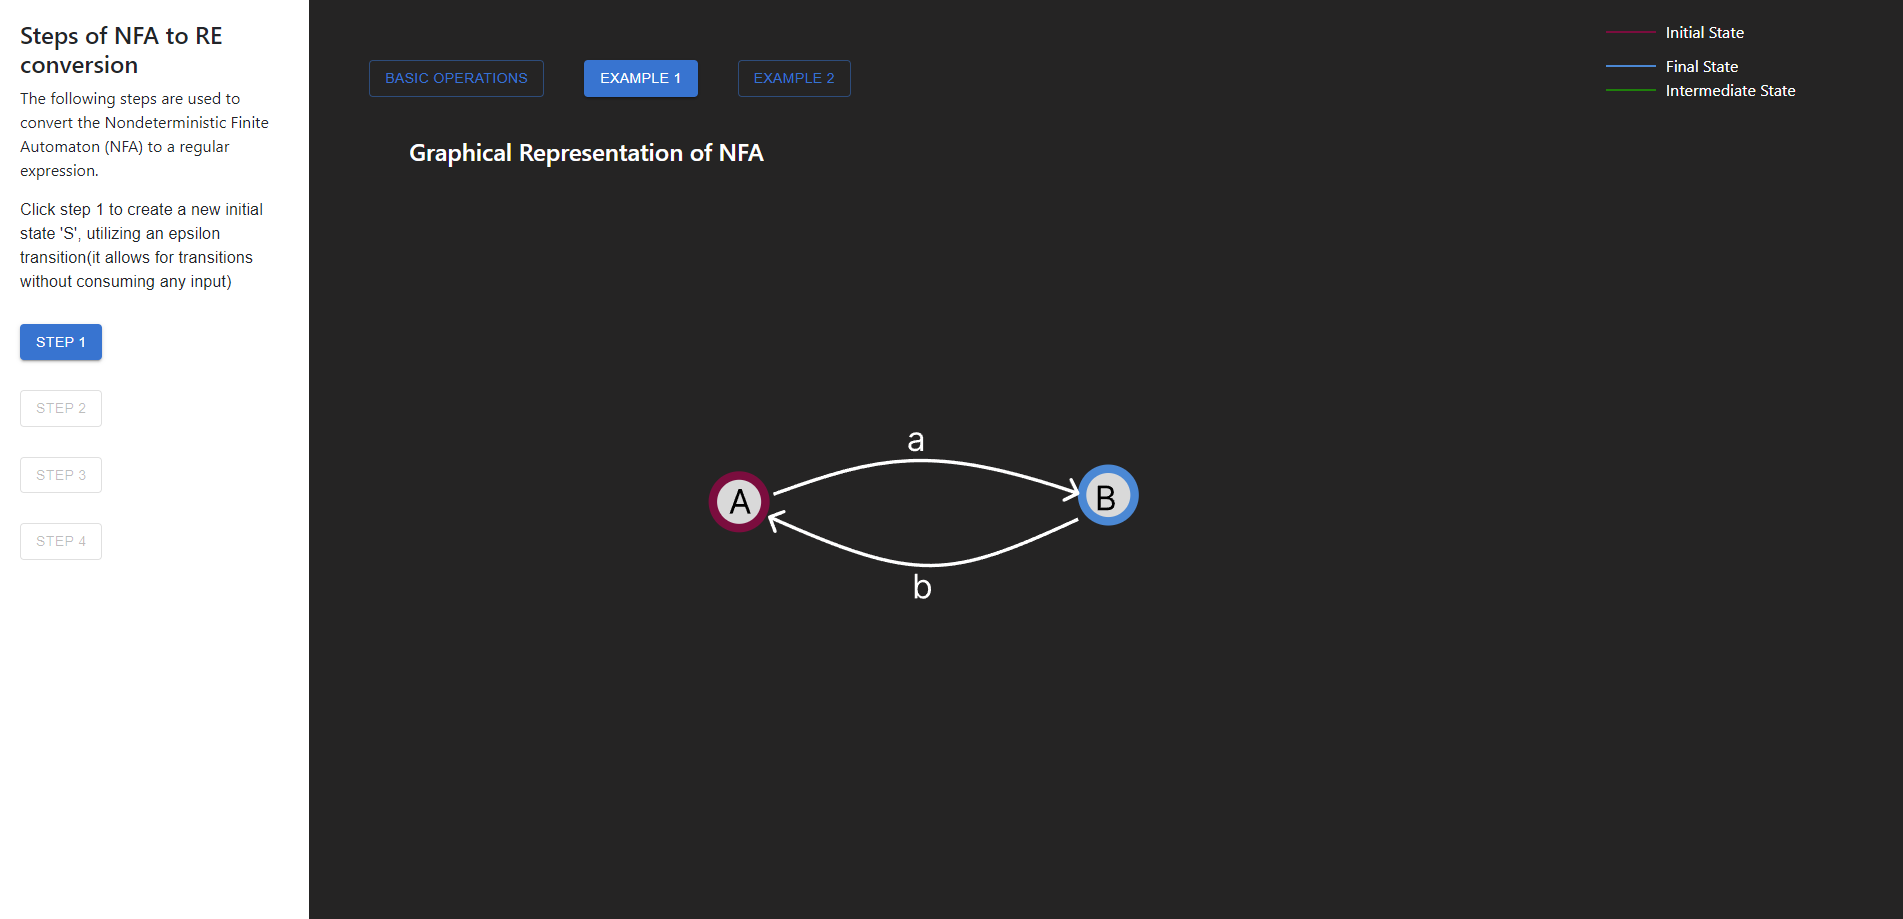 Steps of NFA to RE
conversion
The following steps are used to
convert the Nondeterministic Finite
Automaton (NFA) to a regular
expression.
Click step 1 to create a new initial
state 'S', utilizing an epsilon
transition(it allows for transitions
without consuming any input)
STEP 1
STEP 2
STEP 3
STEP 4
BASIC OPERATIONS
EXAMPLE 1
EXAMPLE 2
Initial State
Final State
Intermediate State
Graphical Representation of NFA
a
A
B
b